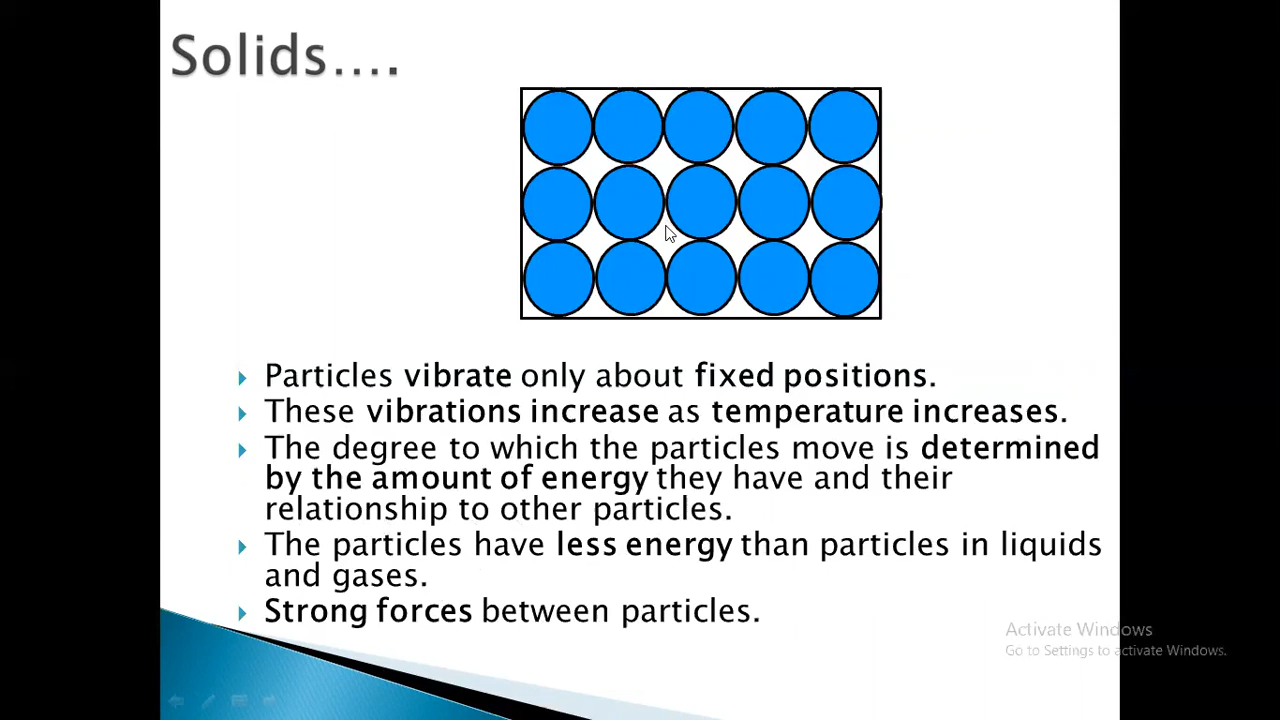 Solids….
Particles vibrate only about fixed positions.
These vibrations increase as temperature increases.
The degree to which the particles move is determined
by the amount of energy they have and their
relationship to other particles.
The particles have less energy than particles in liquids
and gases.
Strong forces between particles.
Activate Windows
Go to Settings to activate Windows.